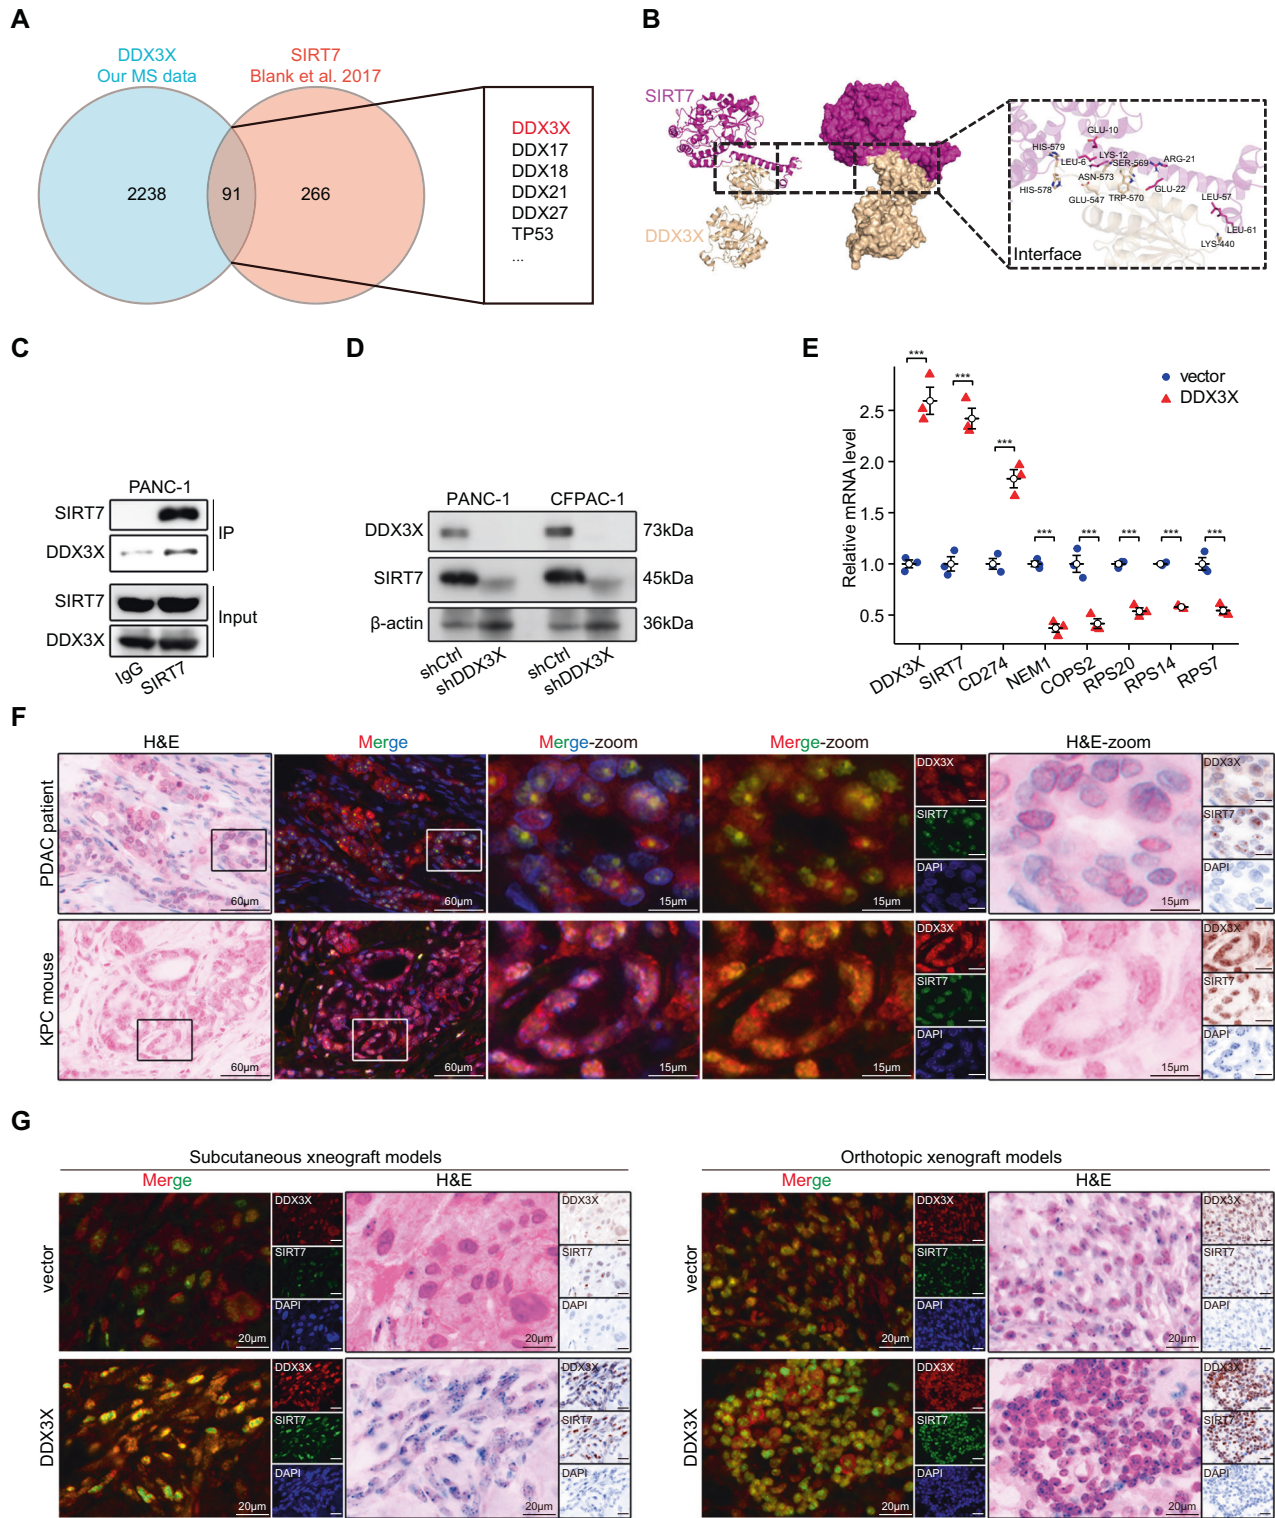 A
DDX3X
Our MS data
SIRT7
Blank et al. 2017
2238
91
266
DDX3X
DDX17
DDX18
DDX21
DDX27
TP53
...
B
SIRT7
DDX3X
GLU-10
HIS-579
LEU-6
LYS-12
SER-569
ARG-21
ASN-573
HIS-578
GLU-547
TRP-570
GLU-22
LEU-57
LEU-61
LYS-440
Interface
C
PANC-1
SIRT7
DDX3X
IP
SIRT7
DDX3X
Input
IgG
SIRT7
D
PANC-1
CFPAC-1
DDX3X
73kDa
SIRT7
45kDa
β-actin
36kDa
shCtrl
shDDX3X
shCtrl
shDDX3X
E
Relative mRNA level
2.5
2.0
1.5
1.0
0.5
*** *** *** *** *** *** *** ***
vector
DDX3X
DDX3X
SIRT7
CD274
NEM1
COPS2
RPS20
RPS14
RPS7
F
H&E
Merge
Merge-zoom
Merge-zoom
H&E-zoom
PDAC patient
60µm
60µm
15µm
15µm
DDX3X
SIRT7
DAPI
15µm
DDX3X
SIRT7
DAPI
KPC mouse
60µm
60µm
15µm
15µm
DDX3X
SIRT7
DAPI
15µm
DDX3X
SIRT7
DAPI
G
Subcutaneous xneograft models
Merge
H&E
vector
20µm
DDX3X
SIRT7
DAPI
20µm
DDX3X
SIRT7
DAPI
DDX3X
20µm
DDX3X
SIRT7
DAPI
20µm
DDX3X
SIRT7
DAPI
Orthotopic xenograft models
Merge
H&E
vector
20µm
DDX3X
SIRT7
DAPI
20µm
DDX3X
SIRT7
DAPI
DDX3X
20µm
DDX3X
SIRT7
DAPI
20µm
DDX3X
SIRT7
DAPI